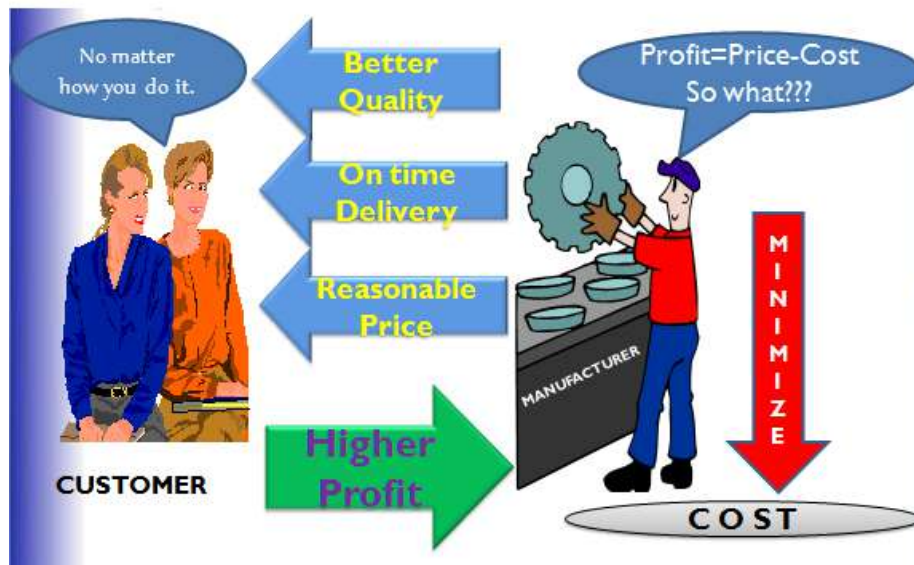 No matter
how you do it.
Better
Quality
Profit=Price-Cost
So what???
On time
Delivery
Reasonable
Price
MANUFACTURER
MINIMIZE
Higher
Profit
CUSTOMER
COST